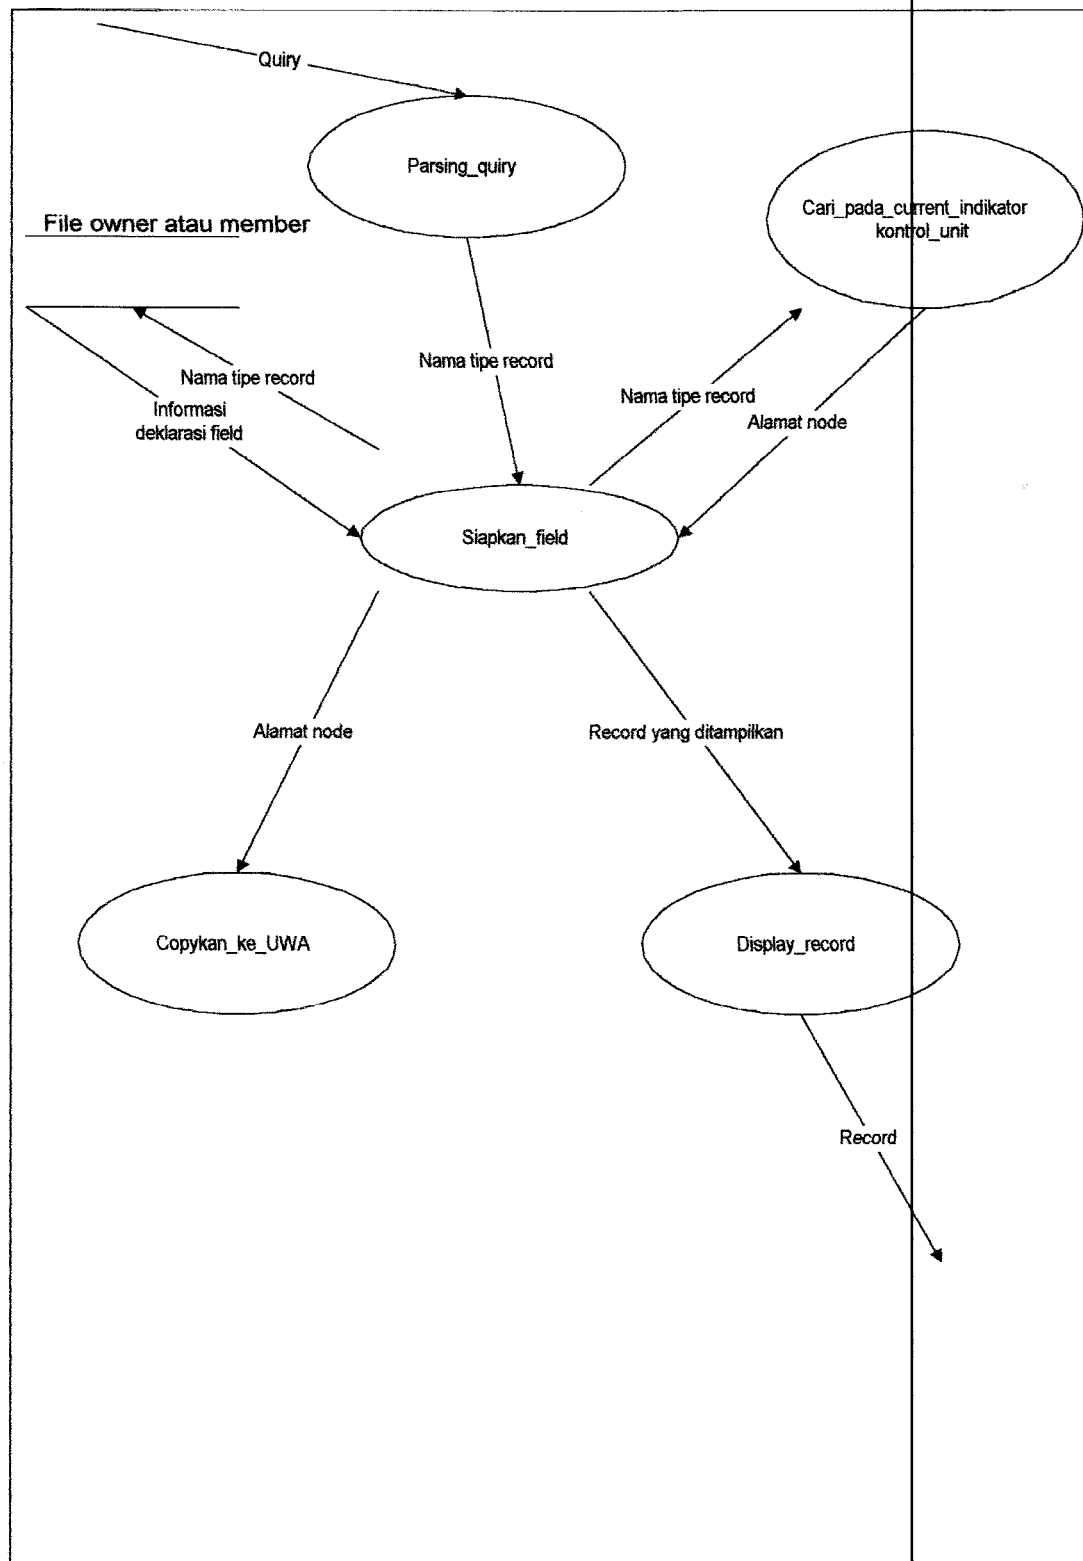 Quiry
Parsing_quiry
Cari_pada_current_indikator
kontrol_unit
File owner atau member
Nama tipe record
Nama tipe record
Nama tipe record
Informasi
deklarasi field
Alamat node
Siapkan_field
Alamat node
Record yang ditampilkan
Copykan_ke_UWA
Display_record
Record